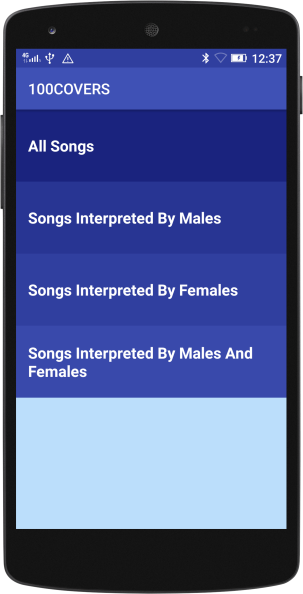 4G
12:37
100COVERS
All Songs
Songs Interpreted By Males
Songs Interpreted By Females
Songs Interpreted By Males And
Females